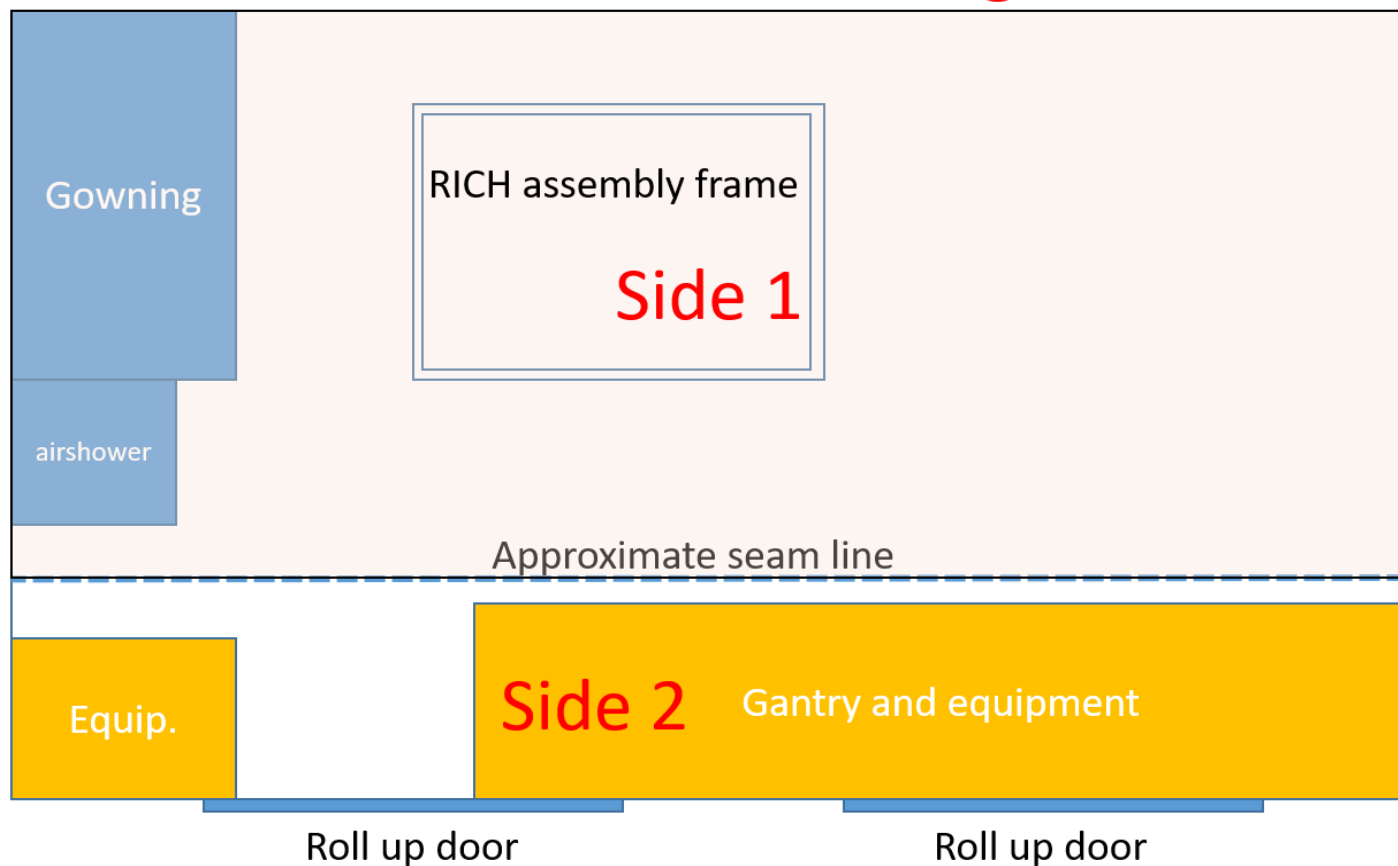 Gowning
RICH assembly frame
Side 1
airshower
Approximate seam line
Equip.
Side 2
Gantry and equipment
Roll up door
Roll up door